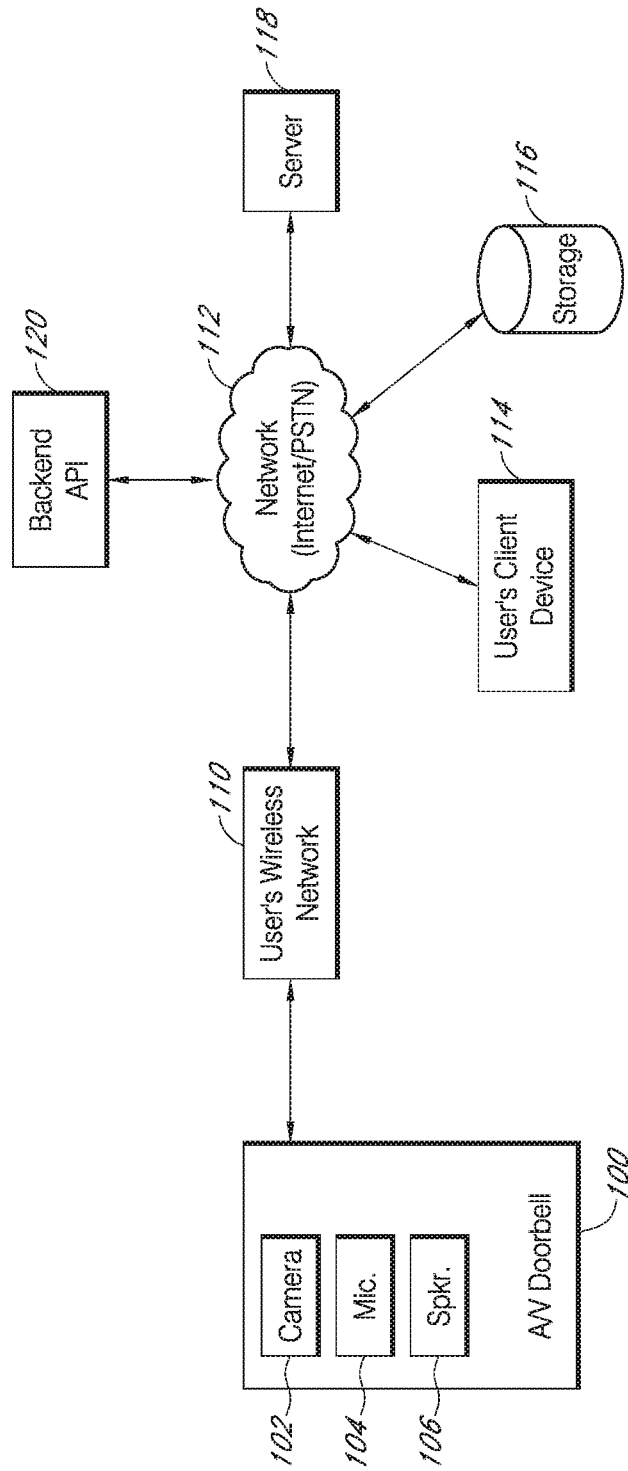 102
Camera
104
Mic.
106
Spkr.
A/V Doorbell
100
110
User's Wireless
Network
120
Backend
API
112
Network
(Internet/PSTN)
118
Server
114
User's Client
Device
116
Storage